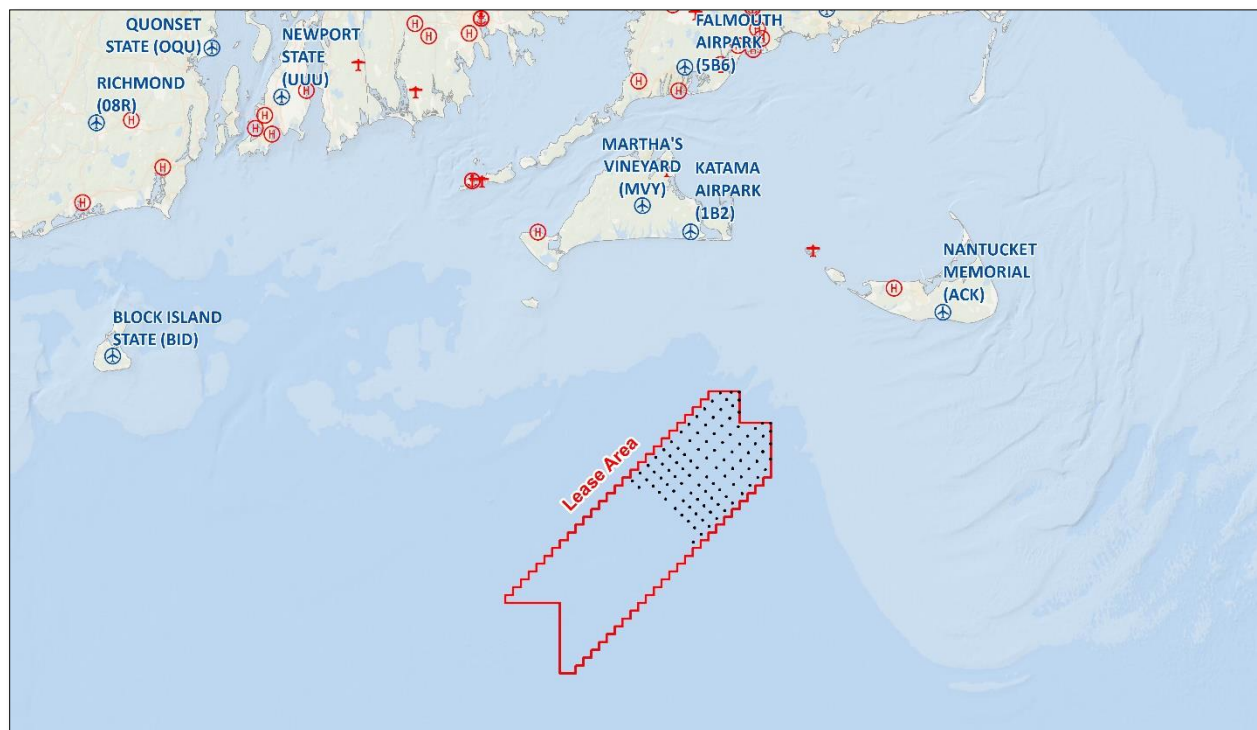 QUONSET
STATE (OQU)
NEWPORT
STATE
(UUU)
FALMOUTH
AIRPARK
(5B6)
RICHMOND
(08R)
MARTHA'S
VINEYARD
(MVY)
KATAMA
AIRPARK
(1B2)
NANTUCKET
MEMORIAL
(ACK)
BLOCK ISLAND
STATE (BID)
Lease Area
H
H
H
H
H
H
H
H
H
H
H
H
H
H